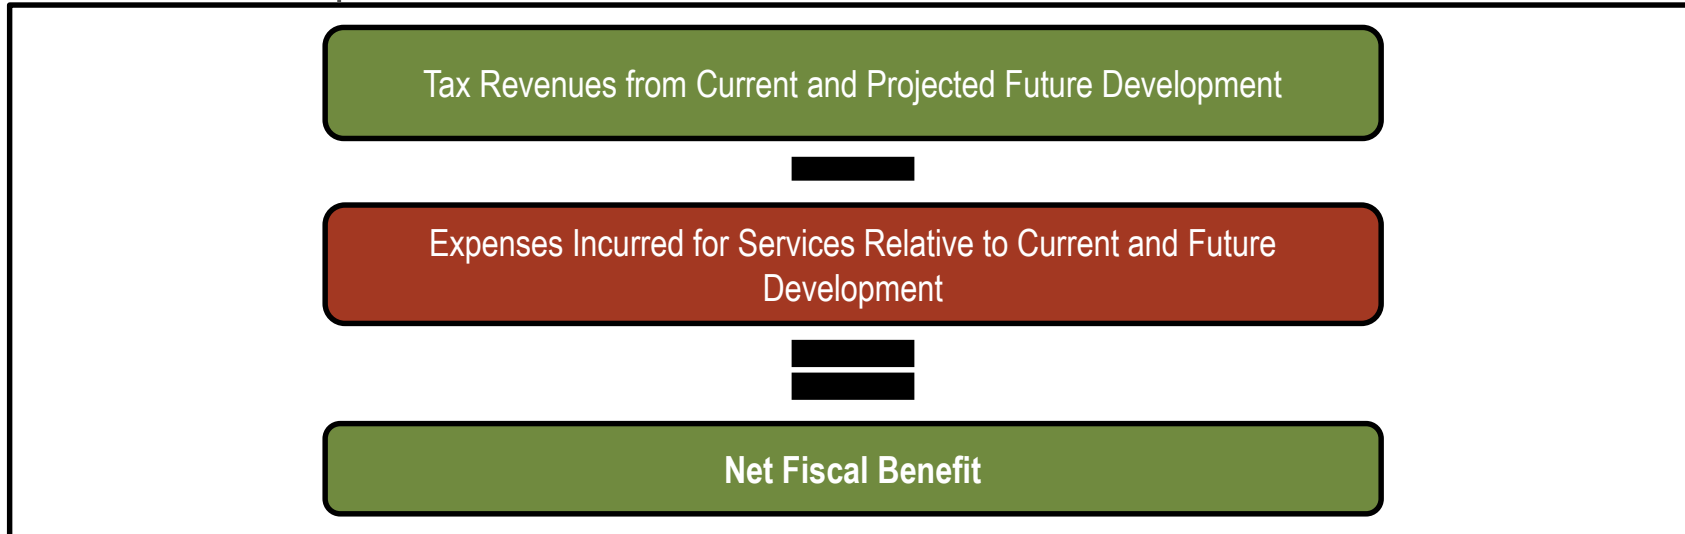 Tax Revenues from Current and Projected Future Development
Expenses Incurred for Services Relative to Current and Future
Development
Net Fiscal Benefit